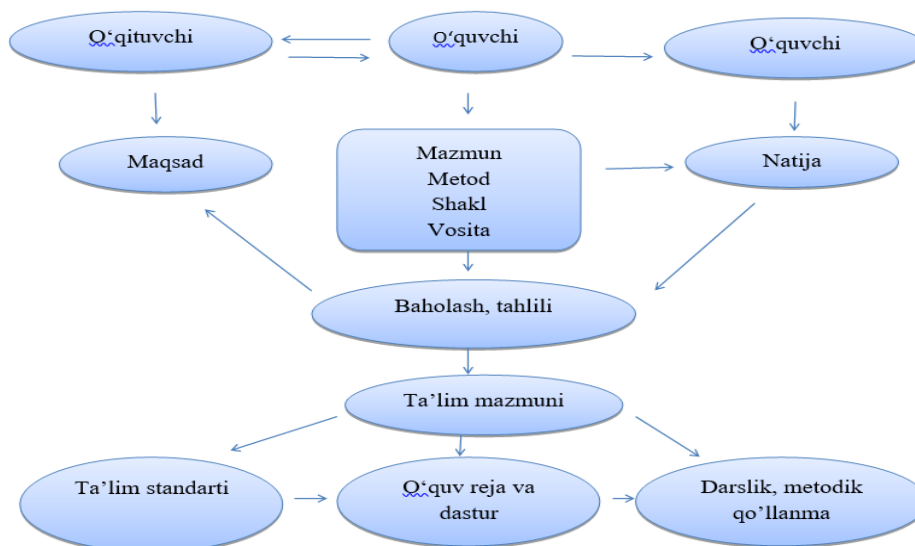 O‘qituvchi
O‘quvchi
O‘quvchi
Maqsad
Mazmun
Metod
Shakl
Vosita
Natija
Baholash, tahlili
Ta’lim mazmuni
Ta’lim standarti
O‘quv reja va
dastur
Darslik, metodik
qo’llanma